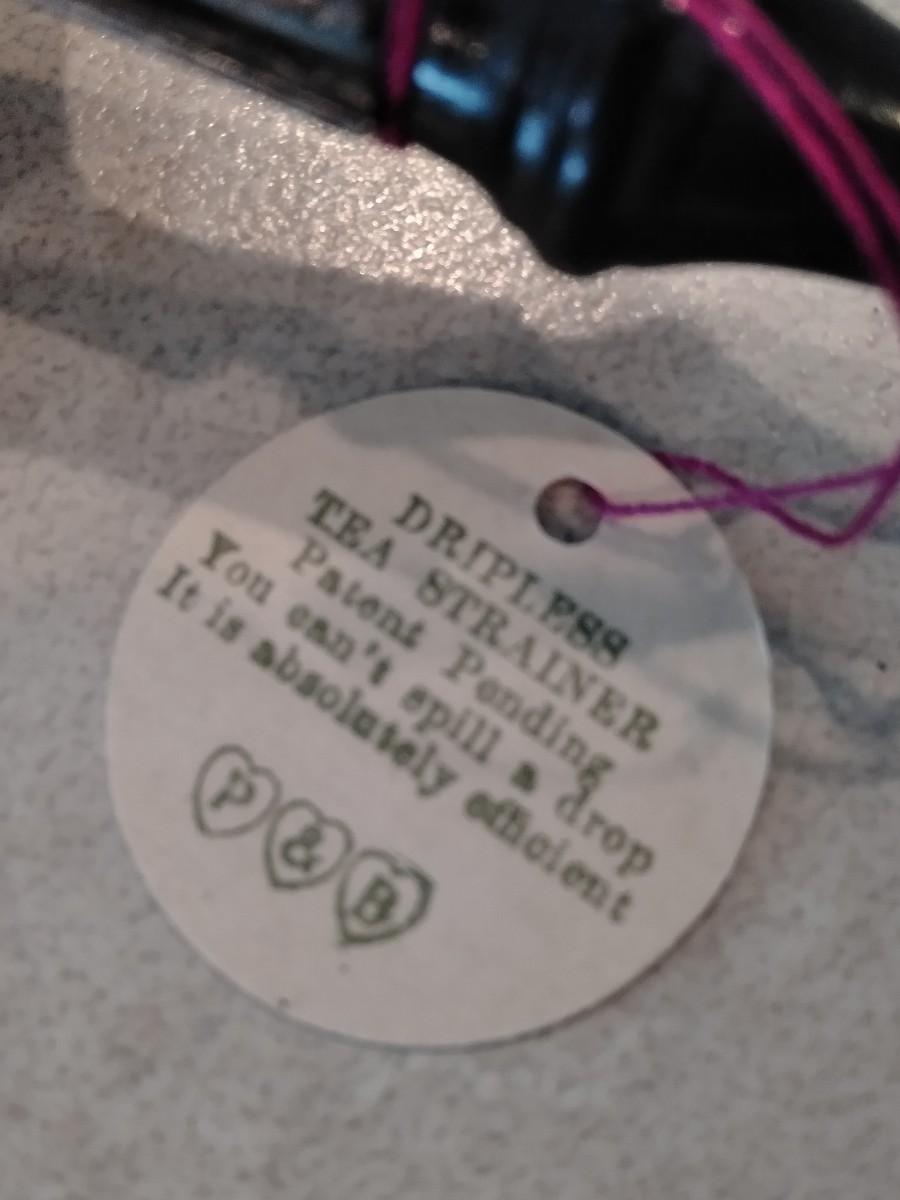 DRIPLESS
TEA STRAINER
Patent Pending
You can't spill a drop
It is absolutely efficient
P & B